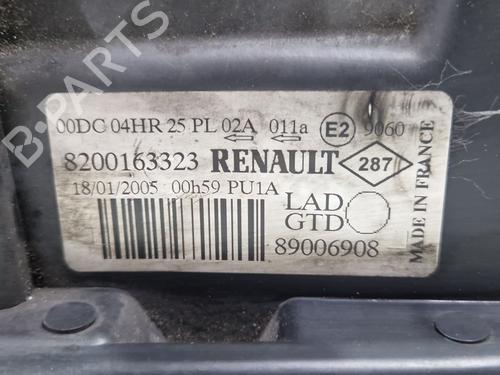 00DC 04HR 25 PL 02A 011a E2 9060
8200163323 RENAULT 287
18/01/2005 00h59 PU1A
LAD
GTD
89006908
MADE IN FRANCE
B-PARTS